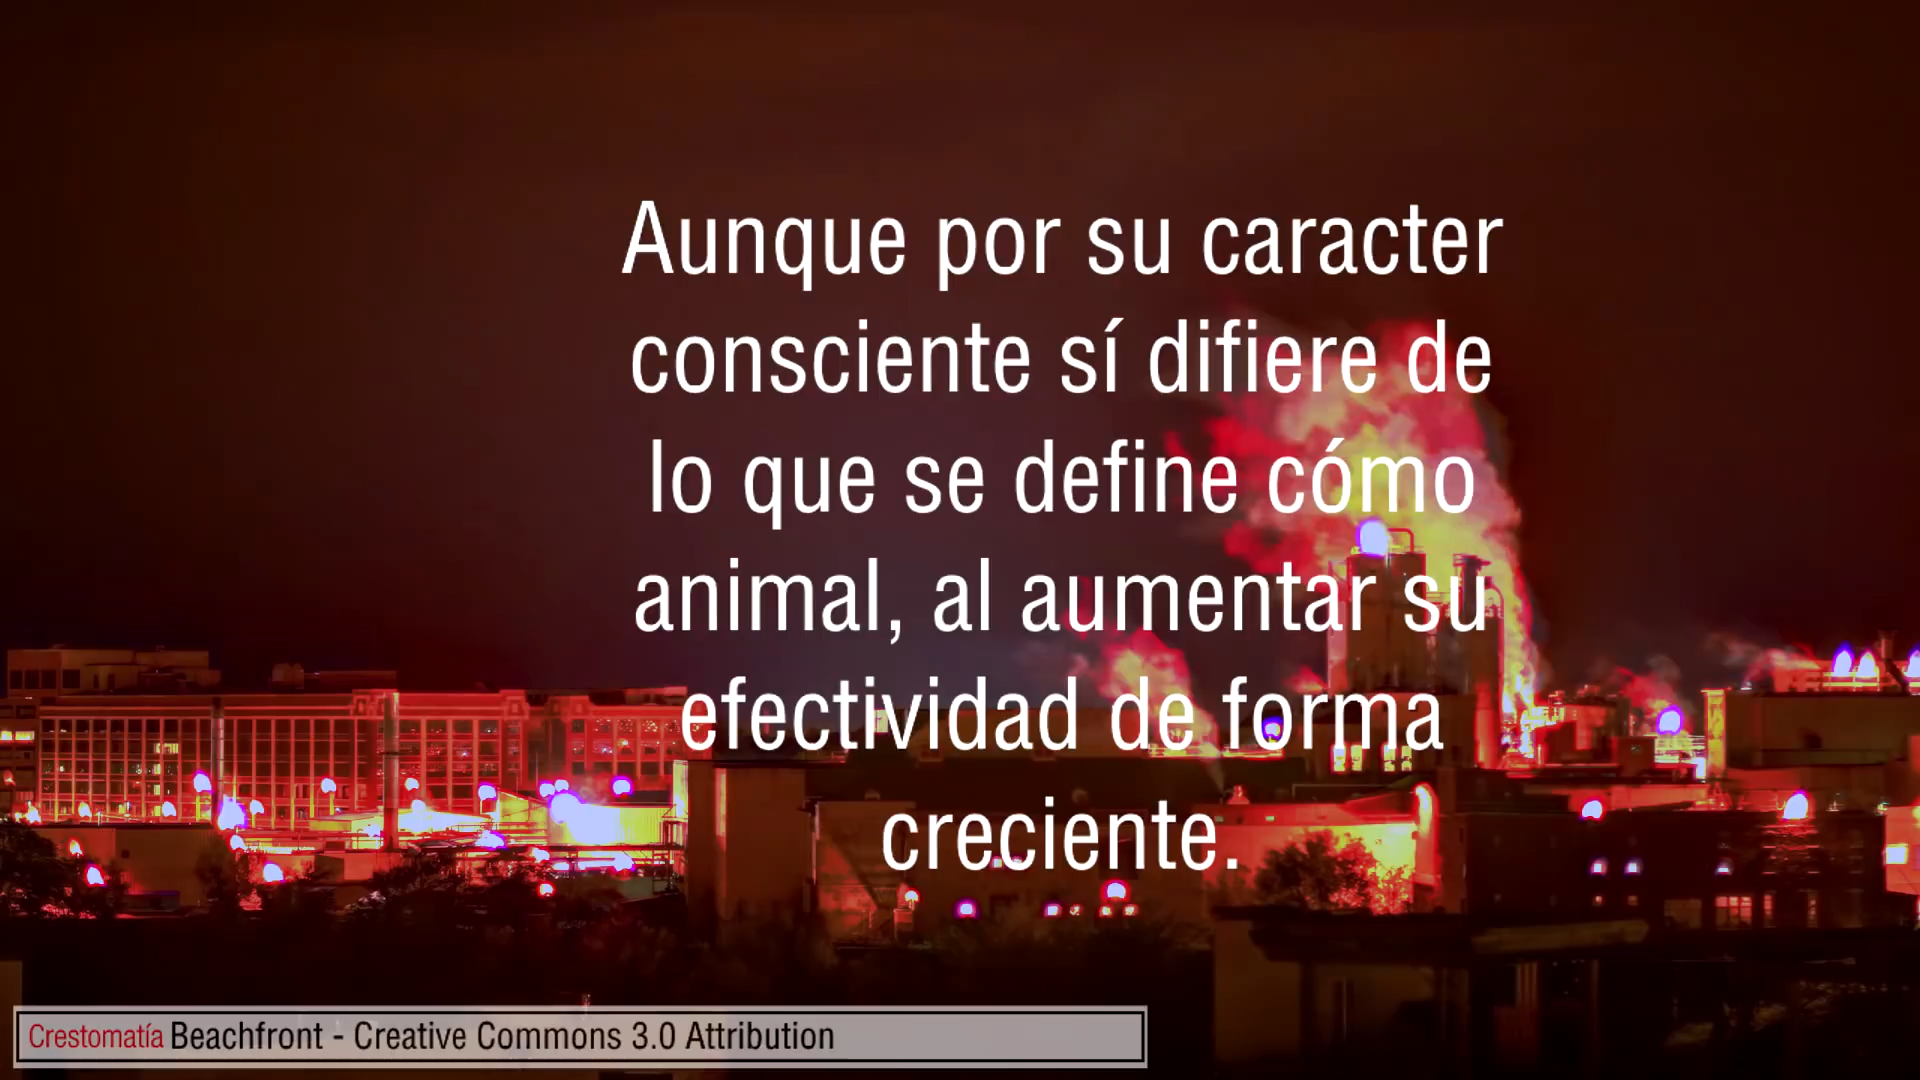 Aunque por su caracter
consciente sí difiere de
lo que se define cómo
animal, al aumentar su
efectividad de forma
creciente.
Crestomatía Beachfront - Creative Commons 3.0 Attribution